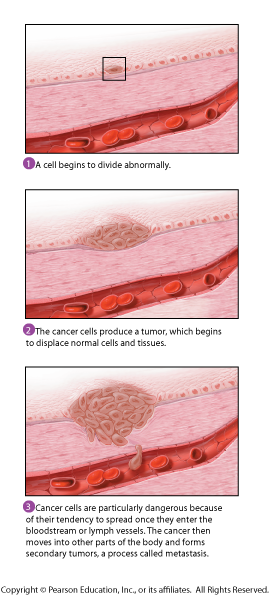 1 A cell begins to divide abnormally.
2 The cancer cells produce a tumor, which begins
to displace normal cells and tissues.
3 Cancer cells are particularly dangerous because
of their tendency to spread once they enter the
bloodstream or lymph vessels. The cancer then
moves into other parts of the body and forms
secondary tumors, a process called metastasis.
Copyright © Pearson Education, Inc., or its affiliates. All Rights Reserved.